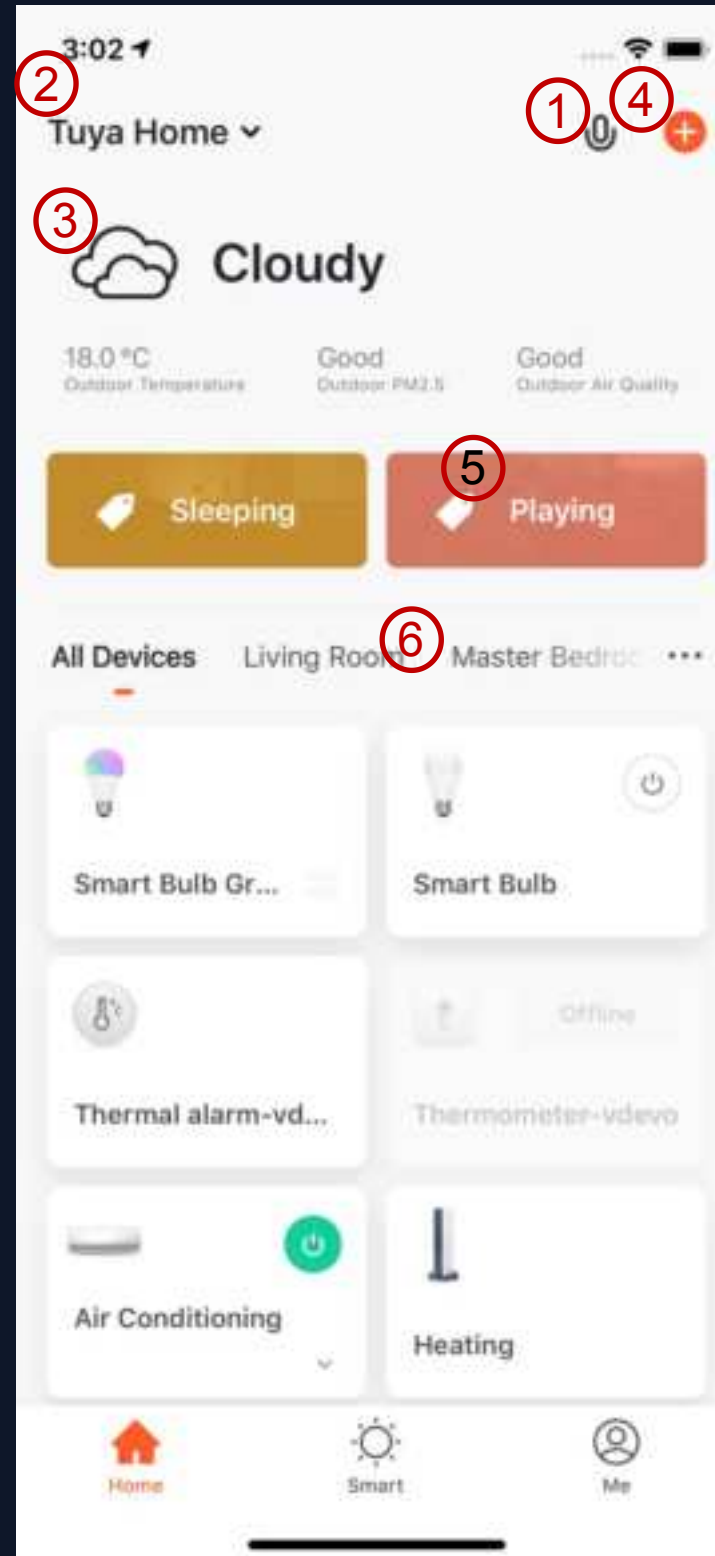 3:02
2
1
4
Tuya Home
3
Cloudy
18.0 °C
Good
Good
Outdoor Temperature
Outdoor PM2.5
Outdoor Air Quality
5
Sleeping
Playing
6
All Devices
Living Room
Master Bedroo
...
Smart Bulb Gr...
Smart Bulb
Offline
Thermal alarm-vd...
Thermometer-vdevo
Air Conditioning
Heating
Home
Smart
Me